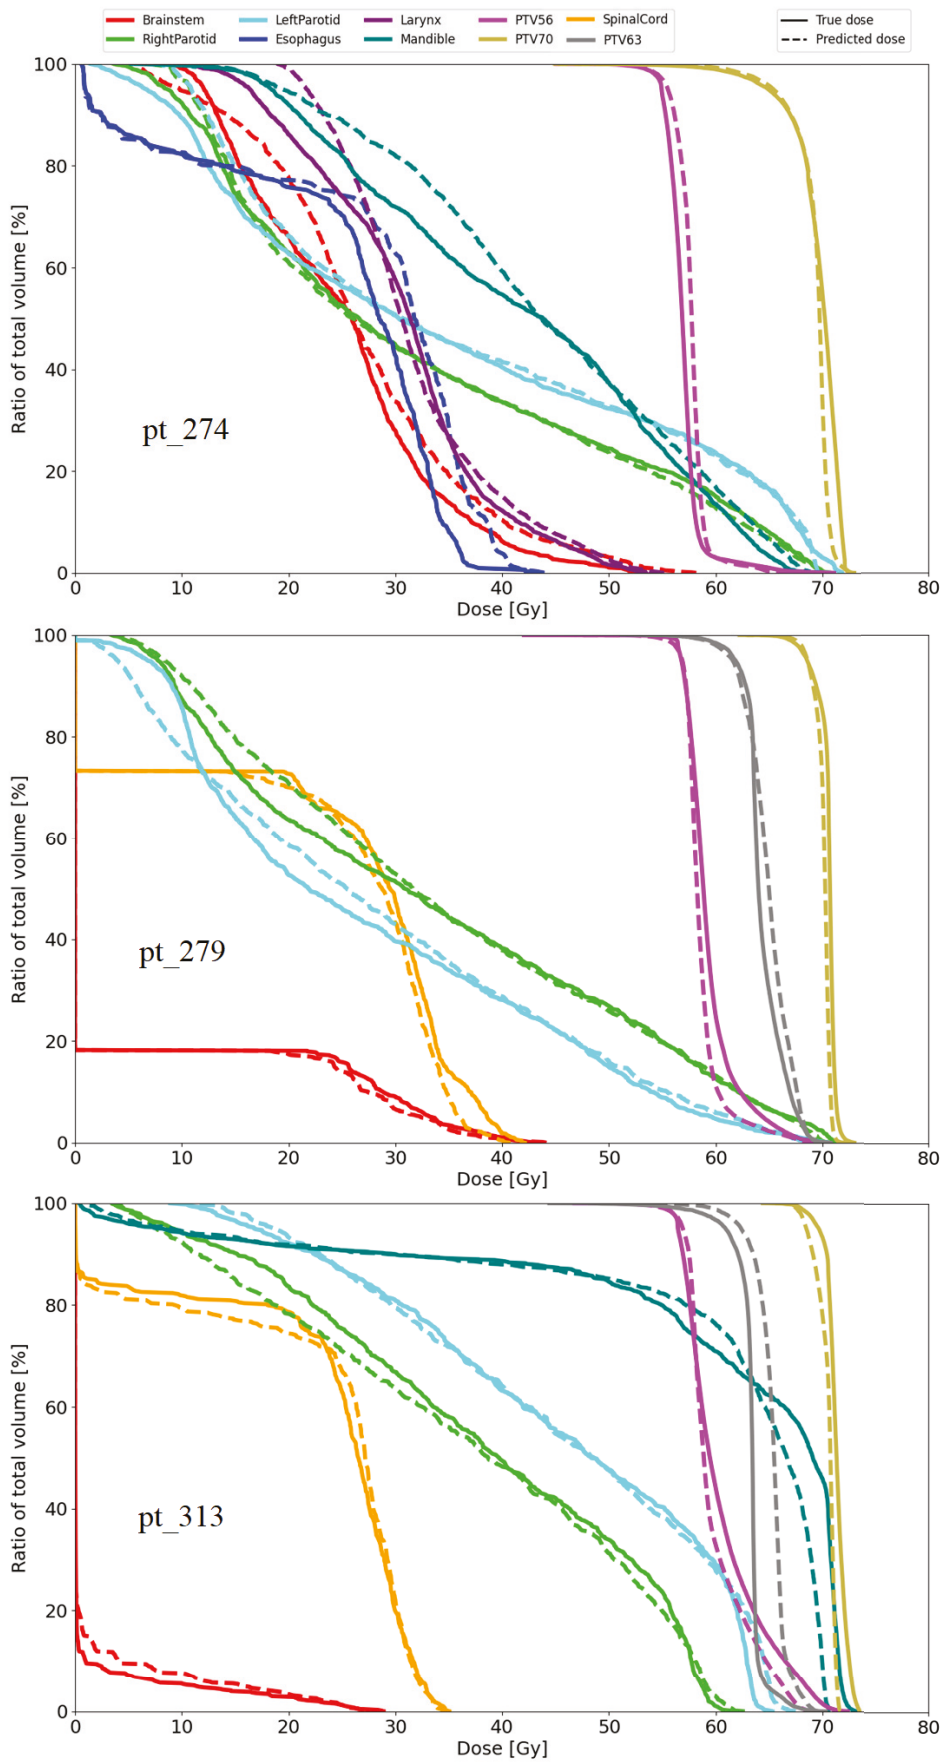 Brainstem LeftParotid Larynx PTV56 SpinalCord True dose
RightParotid Esophagus Mandible PTV70 PTV63 Predicted dose
100
80
60
40
20
0
Ratio of total volume [%]
pt_274
0 10 20 30 40 50 60 70 80
Dose [Gy]
100
80
60
40
20
0
Ratio of total volume [%]
pt_279
0 10 20 30 40 50 60 70 80
Dose [Gy]
100
80
60
40
20
0
Ratio of total volume [%]
pt_313
0 10 20 30 40 50 60 70 80
Dose [Gy]